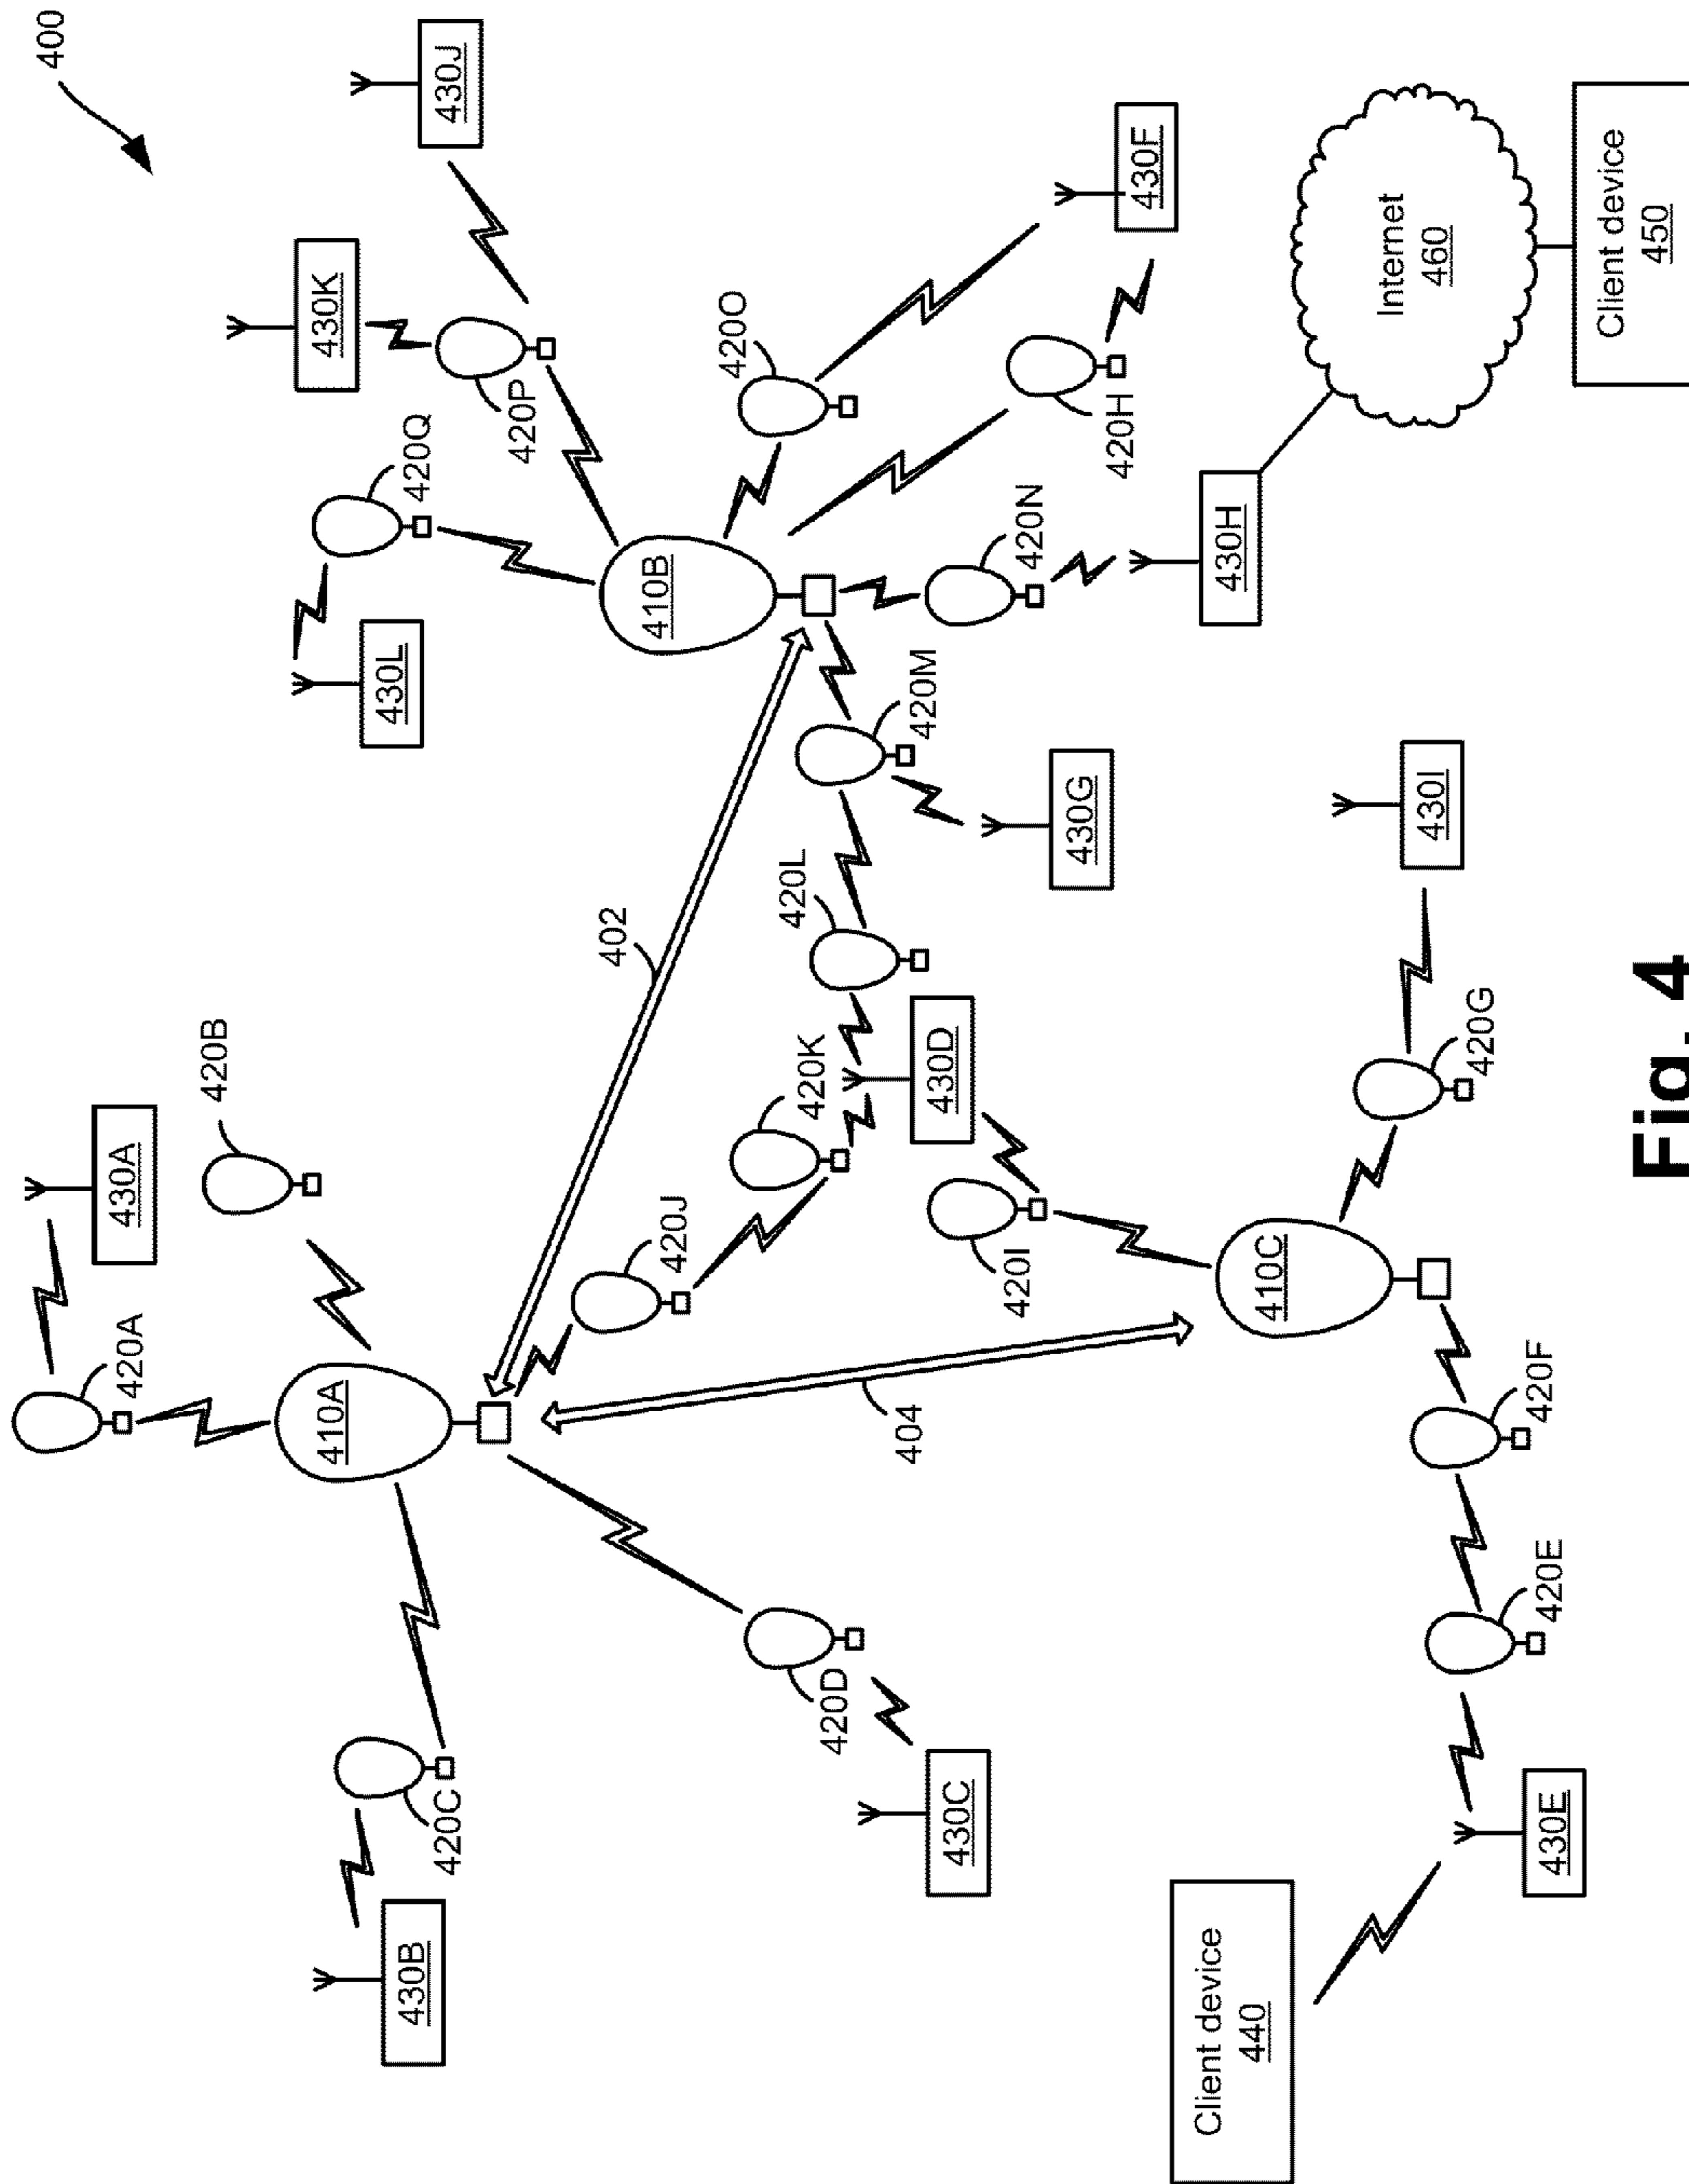 400
430A
420A
420B
430L
420Q
430K
430J
420P
410A
410B
420C
430B
402
420J
420O
430F
420D
430C
404
420K
420L
420M
420N
420H
430D
430G
430H
420I
Internet
460
Client device
440
410C
430I
420E
420F
420G
430E
Client device
450
Fig. 4